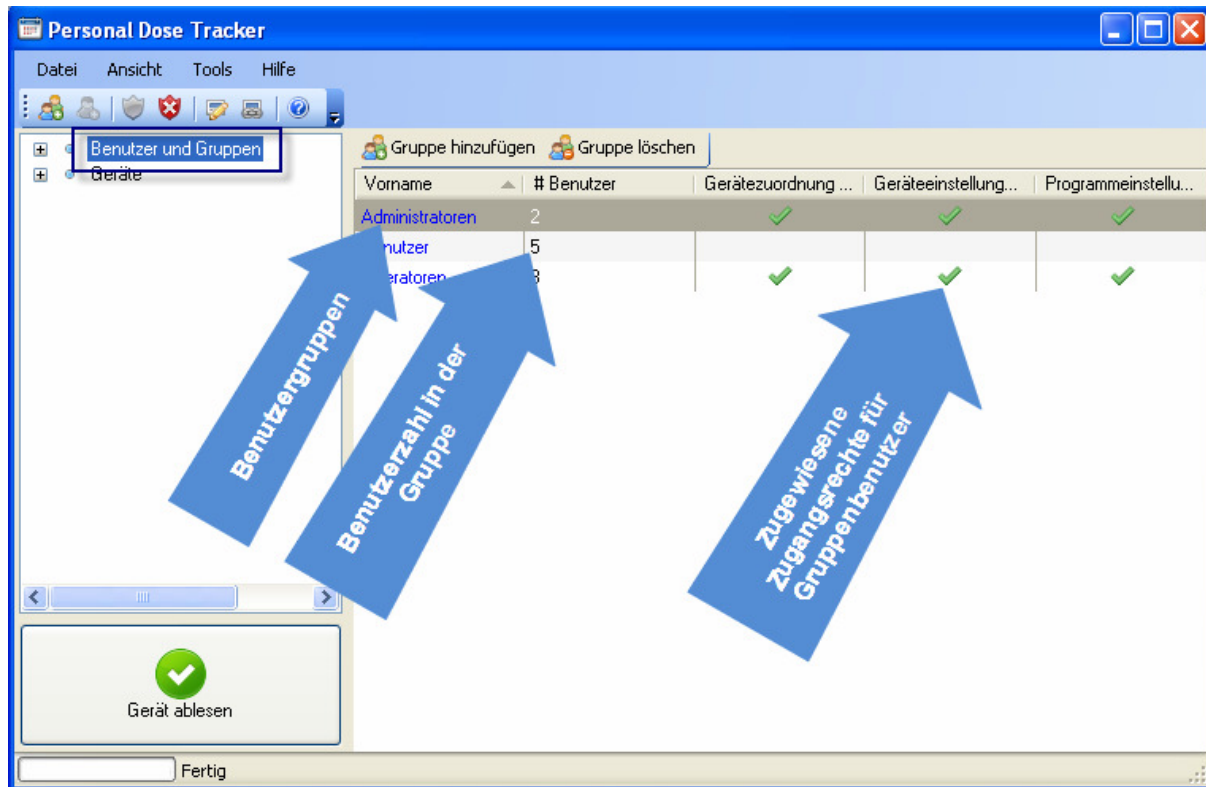 Personal Dose Tracker
Datei Ansicht Tools Hilfe
Benutzer und Gruppen
Geräte
Gruppe hinzufügen Gruppe löschen
Vorname # Benutzer Gerätezuordnung ... Geräteeinstellung... Programmeinstellu...
Administratoren 2
5
Benutzergruppen
Benutzerzahl in der
Gruppe
Zugewiesene
Zugangsrechte für
Gruppenbenutzer
Gerät ablesen
Fertig